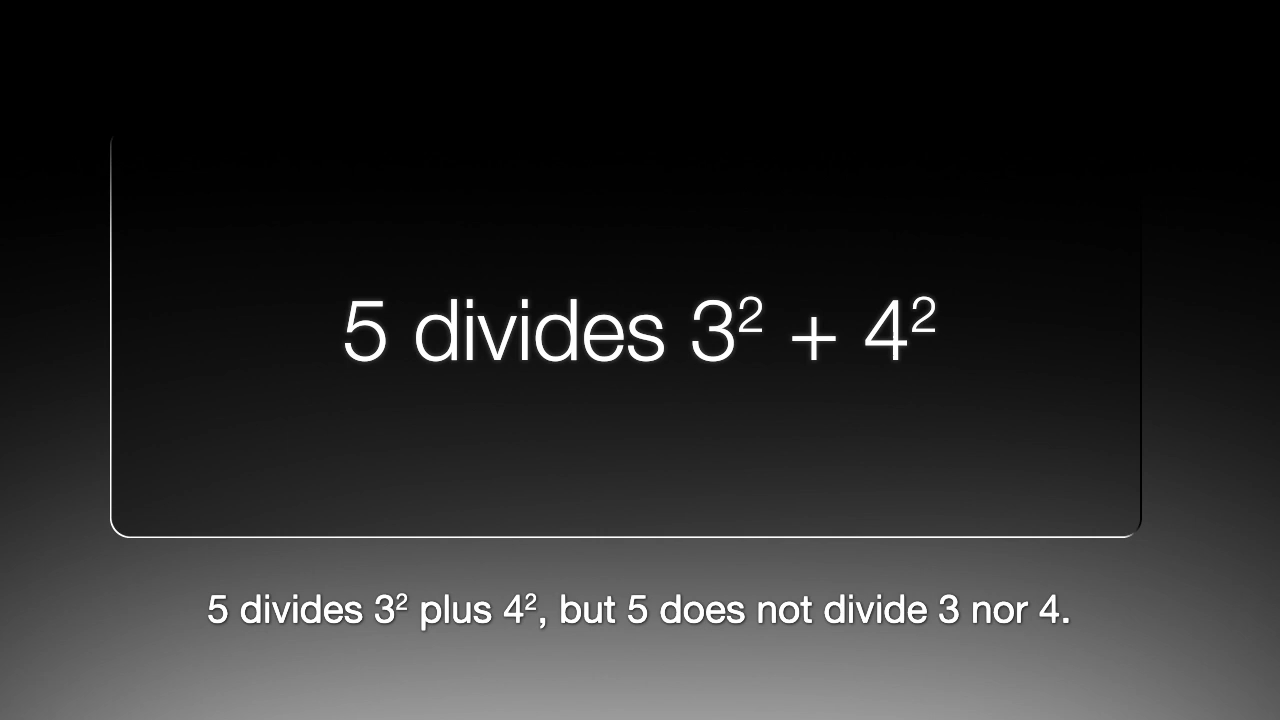 5 divides 3² + 4²
5 divides 3² plus 4², but 5 does not divide 3 nor 4.